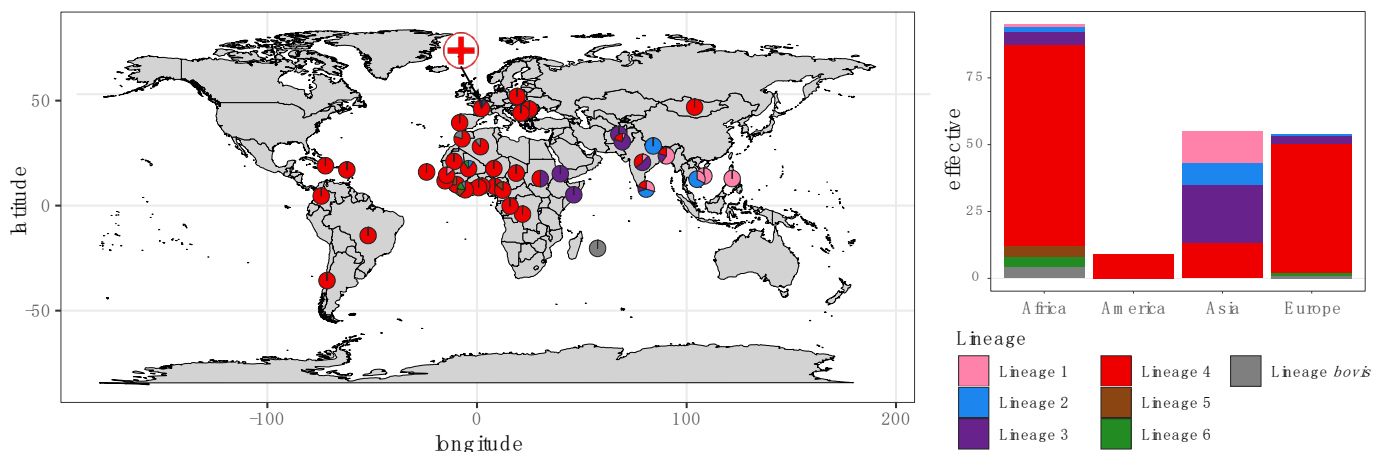 50
0
−50
latitude
−100
0
100
200
longitude
75
50
25
0
effective
Africa
America
Asia
Europe
Lineage
Lineage 1
Lineage 4
Lineage bovis
Lineage 2
Lineage 5
Lineage 3
Lineage 6